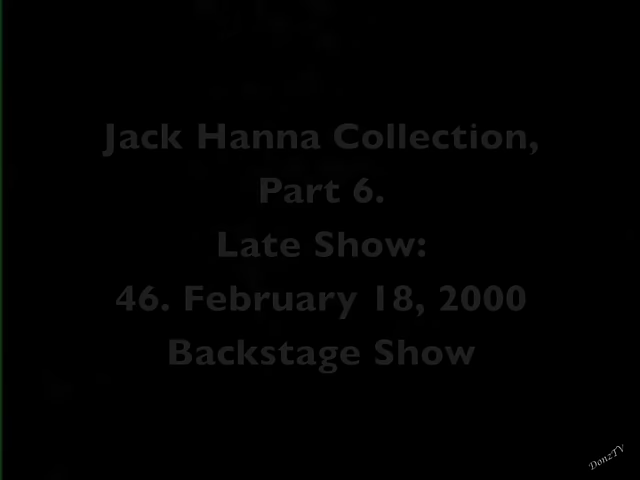 Jack Hanna Collection,
Part 6.
Late Show:
46. February 18, 2000
Backstage Show
DonzTV